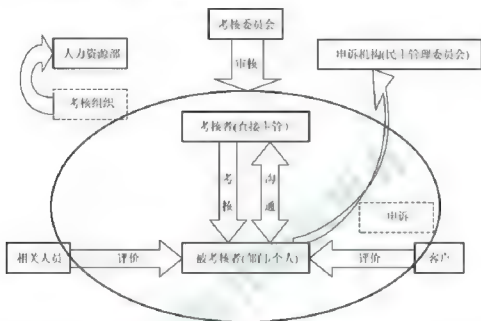 考核委员会
人力资源部
申诉机构(民主管理委员会)
审核
考核组织
考核者(直接主管)
考核
沟通
申诉
相关人员
评价
被考核者(部门/个人)
评价
客户